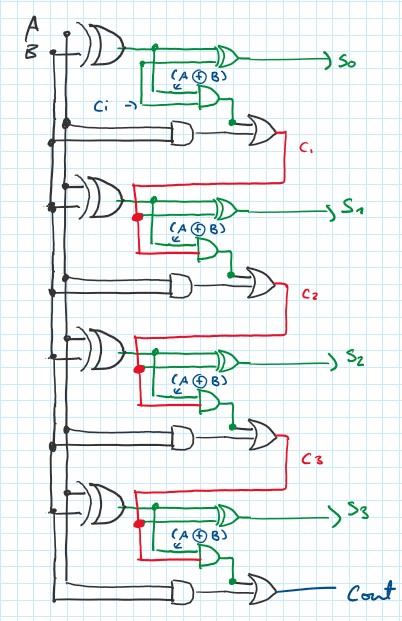 A
B
S0
(A ⊕ B)
Ci
C1
S1
(A ⊕ B)
C2
S2
(A ⊕ B)
C3
S3
(A ⊕ B)
Cout